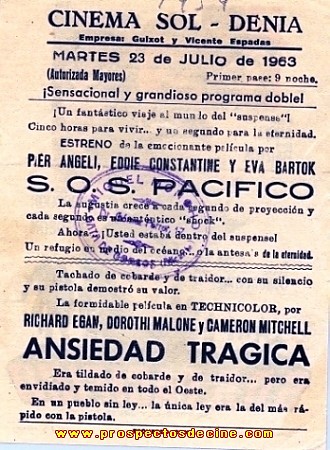 CINEMA SOL - DENIA
Empresa: Guixot y Vicente Espadas
MARTES 23 de JULIO de 1963
(Autorizada Mayores) Primer pase: 9 noche.
¡Sensacional y grandioso programa doble!
¡Un fantástico viaje al mundo del "suspense"!
Cinco horas para vivir... y un segundo para la eternidad.
ESTRENO de la emocionante película por
PIER ANGELI, EDDIE CONSTANTINE Y EVA BARTOK
S. O. S. PACIFICO
La angustia crece a cada segundo de proyección y
cada segundo es un auténtico "shock".
Ahora ¡Usted estaba dentro del suspense!
Un refugio en medio del océano... o la antesala de la eternidad.
Tachado de cobarde y de traidor... con su silencio
y su pistola demostró su valor.
La formidable película en TECHNICOLOR, por
RICHARD EGAN, DOROTHI MALONE y CAMERON MITCHELL
ANSIEDAD TRAGICA
Era tildado de cobarde y de traidor... pero era
envidiado y temido en todo el Oeste.
En un pueblo sin ley... la única ley era la del más rá-
pido con la pistola.
www.prospectosdecine.com